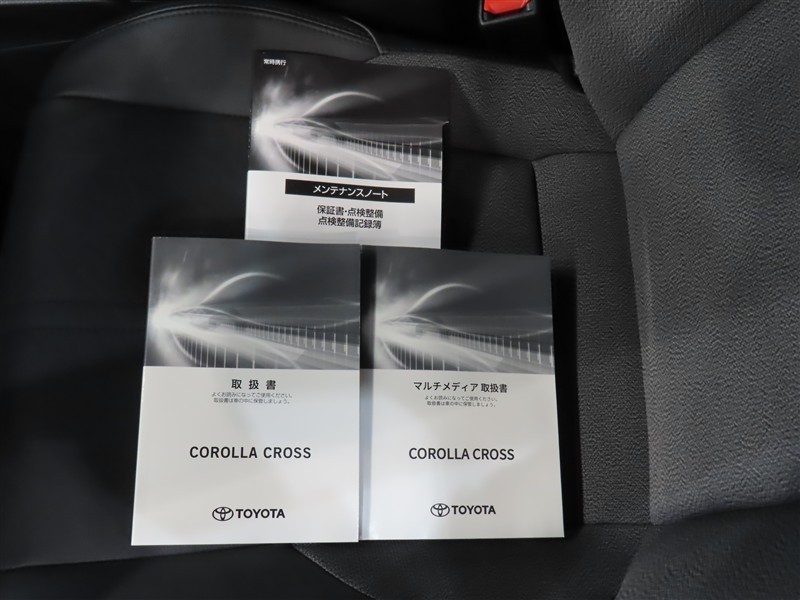 常時携行
メンテナンスノート
保証書・点検整備
点検整備記録簿
取扱書
よくお読みになってご使用ください。
取扱書は車の中に保管しましょう。
COROLLA CROSS
TOYOTA
マルチメディア 取扱書
よくお読みになってご使用ください。
取扱書は車の中に保管しましょう。
COROLLA CROSS
TOYOTA